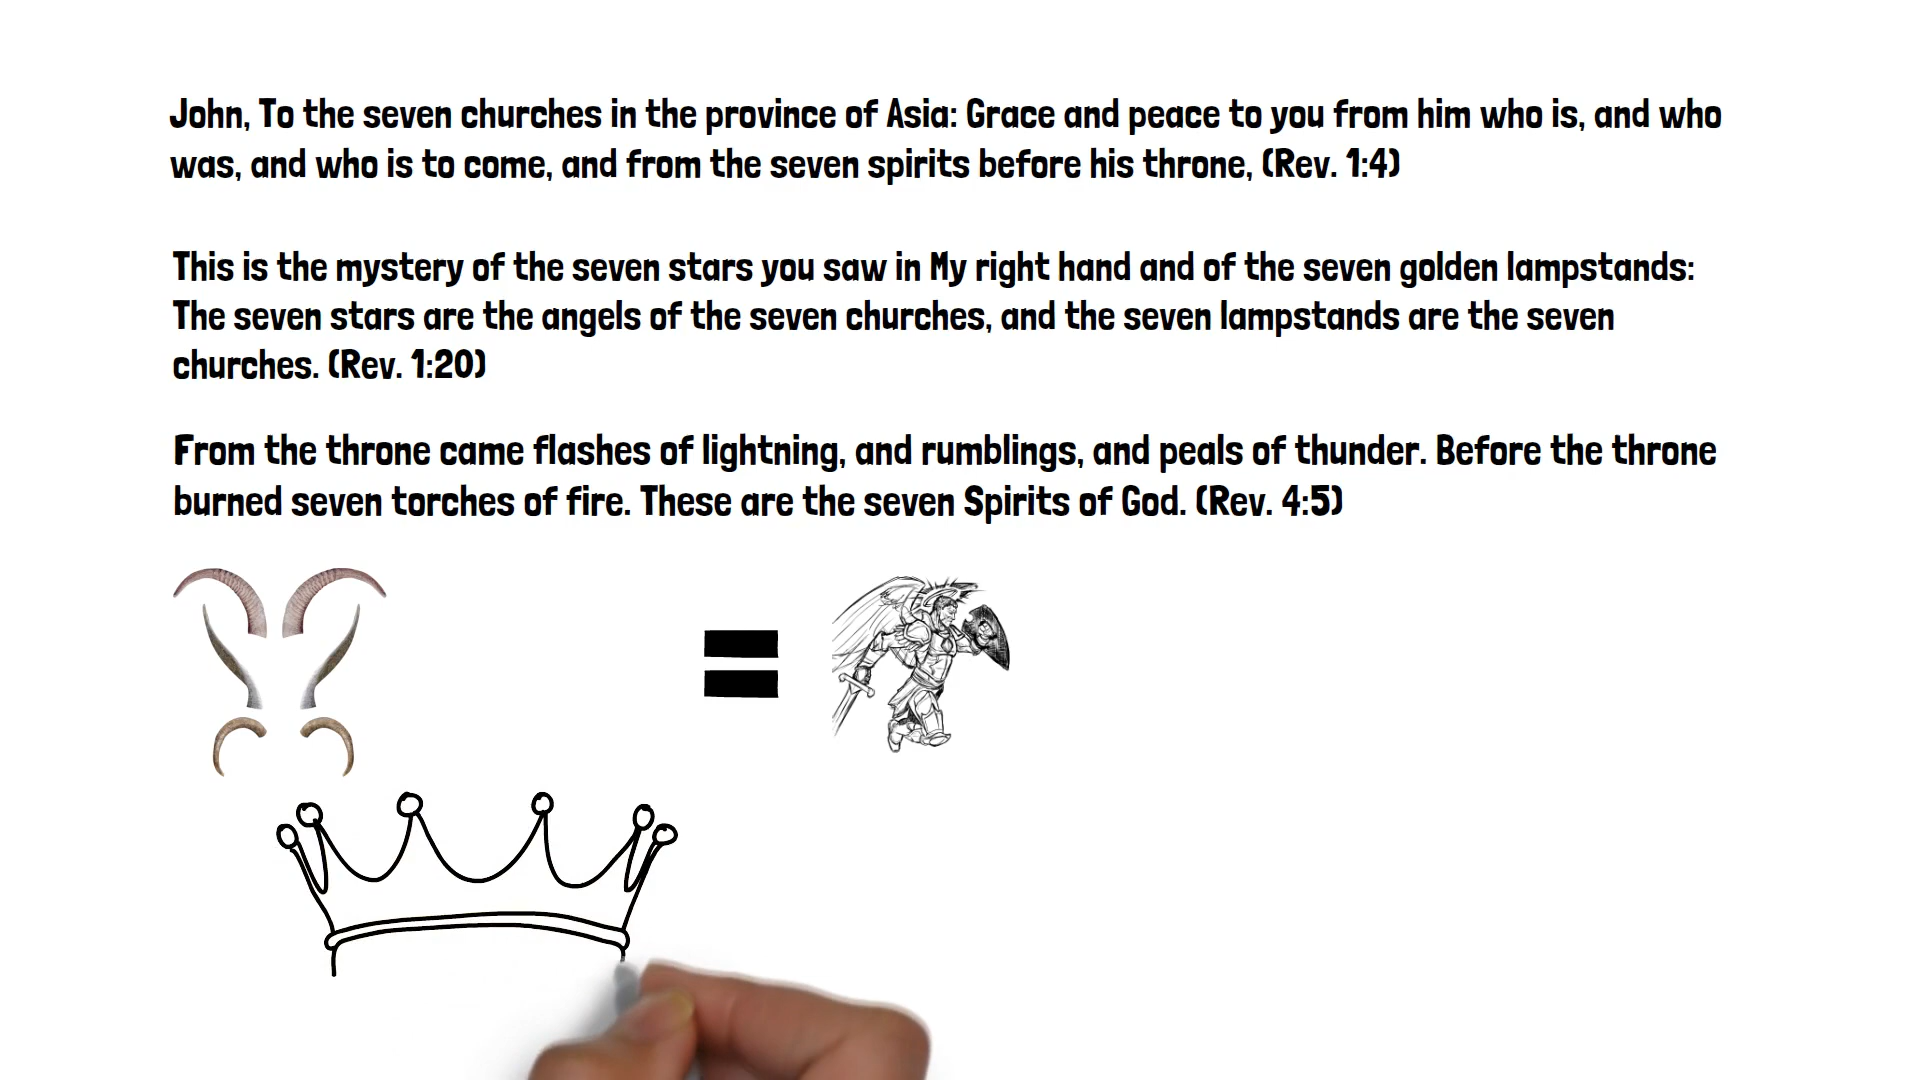 John, To the seven churches in the province of Asia: Grace and peace to you from him who is, and who
was, and who is to come, and from the seven spirits before his throne, (Rev. 1:4)
This is the mystery of the seven stars you saw in My right hand and of the seven golden lampstands:
The seven stars are the angels of the seven churches, and the seven lampstands are the seven
churches. (Rev. 1:20)
From the throne came flashes of lightning, and rumblings, and peals of thunder. Before the throne
burned seven torches of fire. These are the seven Spirits of God. (Rev. 4:5)